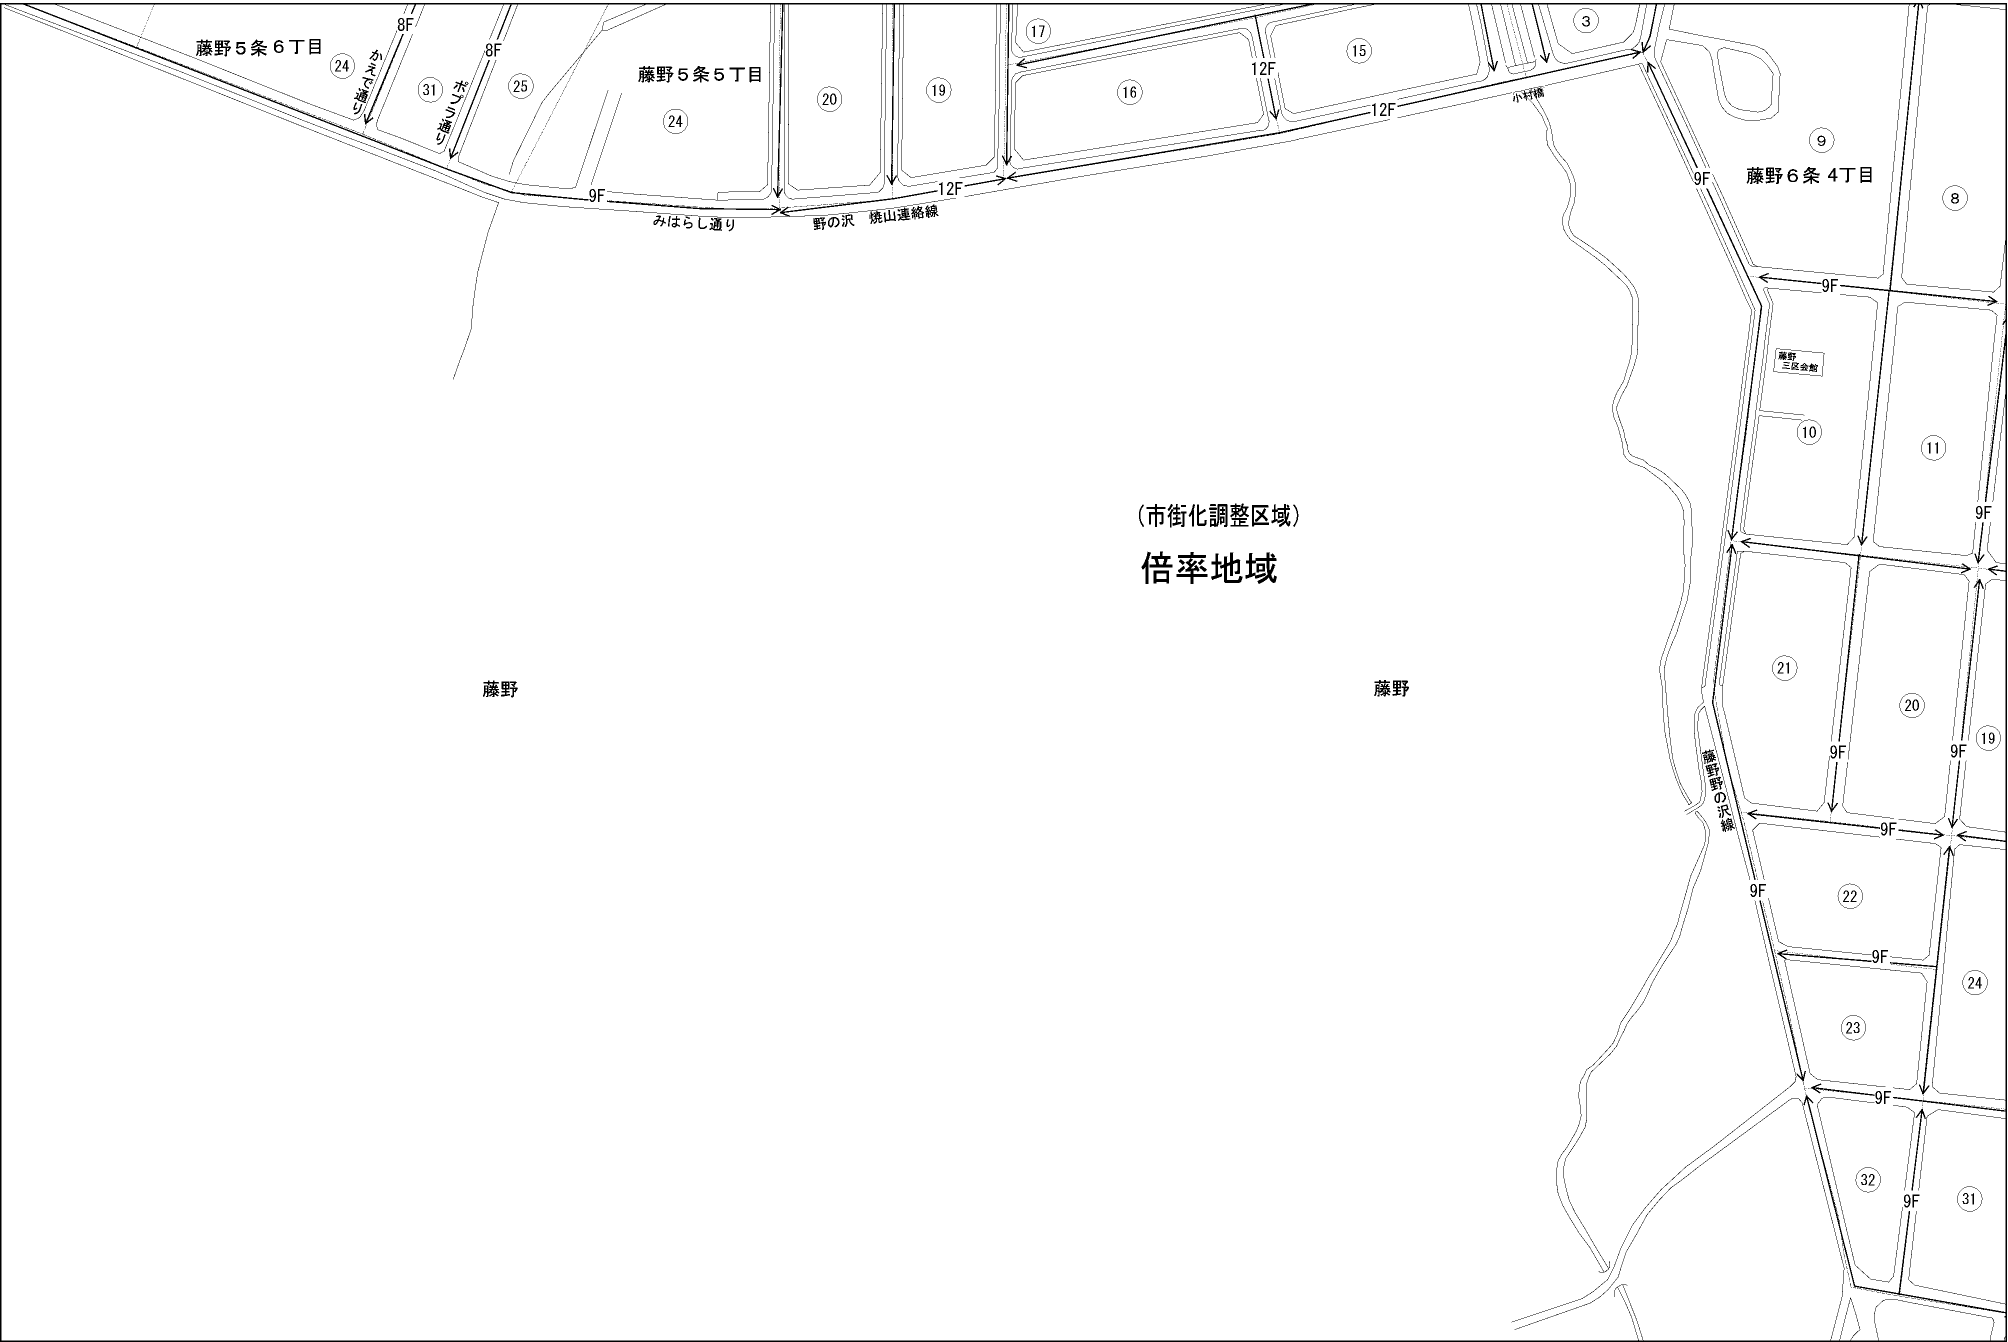 8F
藤野５条６丁目
㉔
かえで通り
㉛
8F
ポプラ通り
㉕
藤野５条５丁目
㉔
⑳
⑲
⑰
⑯
12F
⑮
③
12F
小村橋
⑨
藤野６条４丁目
9F
⑧
9F
みはらし通り
12F
野の沢　焼山連絡線
9F
藤野
三区会館
⑩
⑪
9F
（市街化調整区域）
倍率地域
藤野
藤野
㉑
⑳
⑲
9F
9F
藤野野の沢線
9F
9F
㉒
9F
㉓
㉔
9F
㉜
㉛
9F